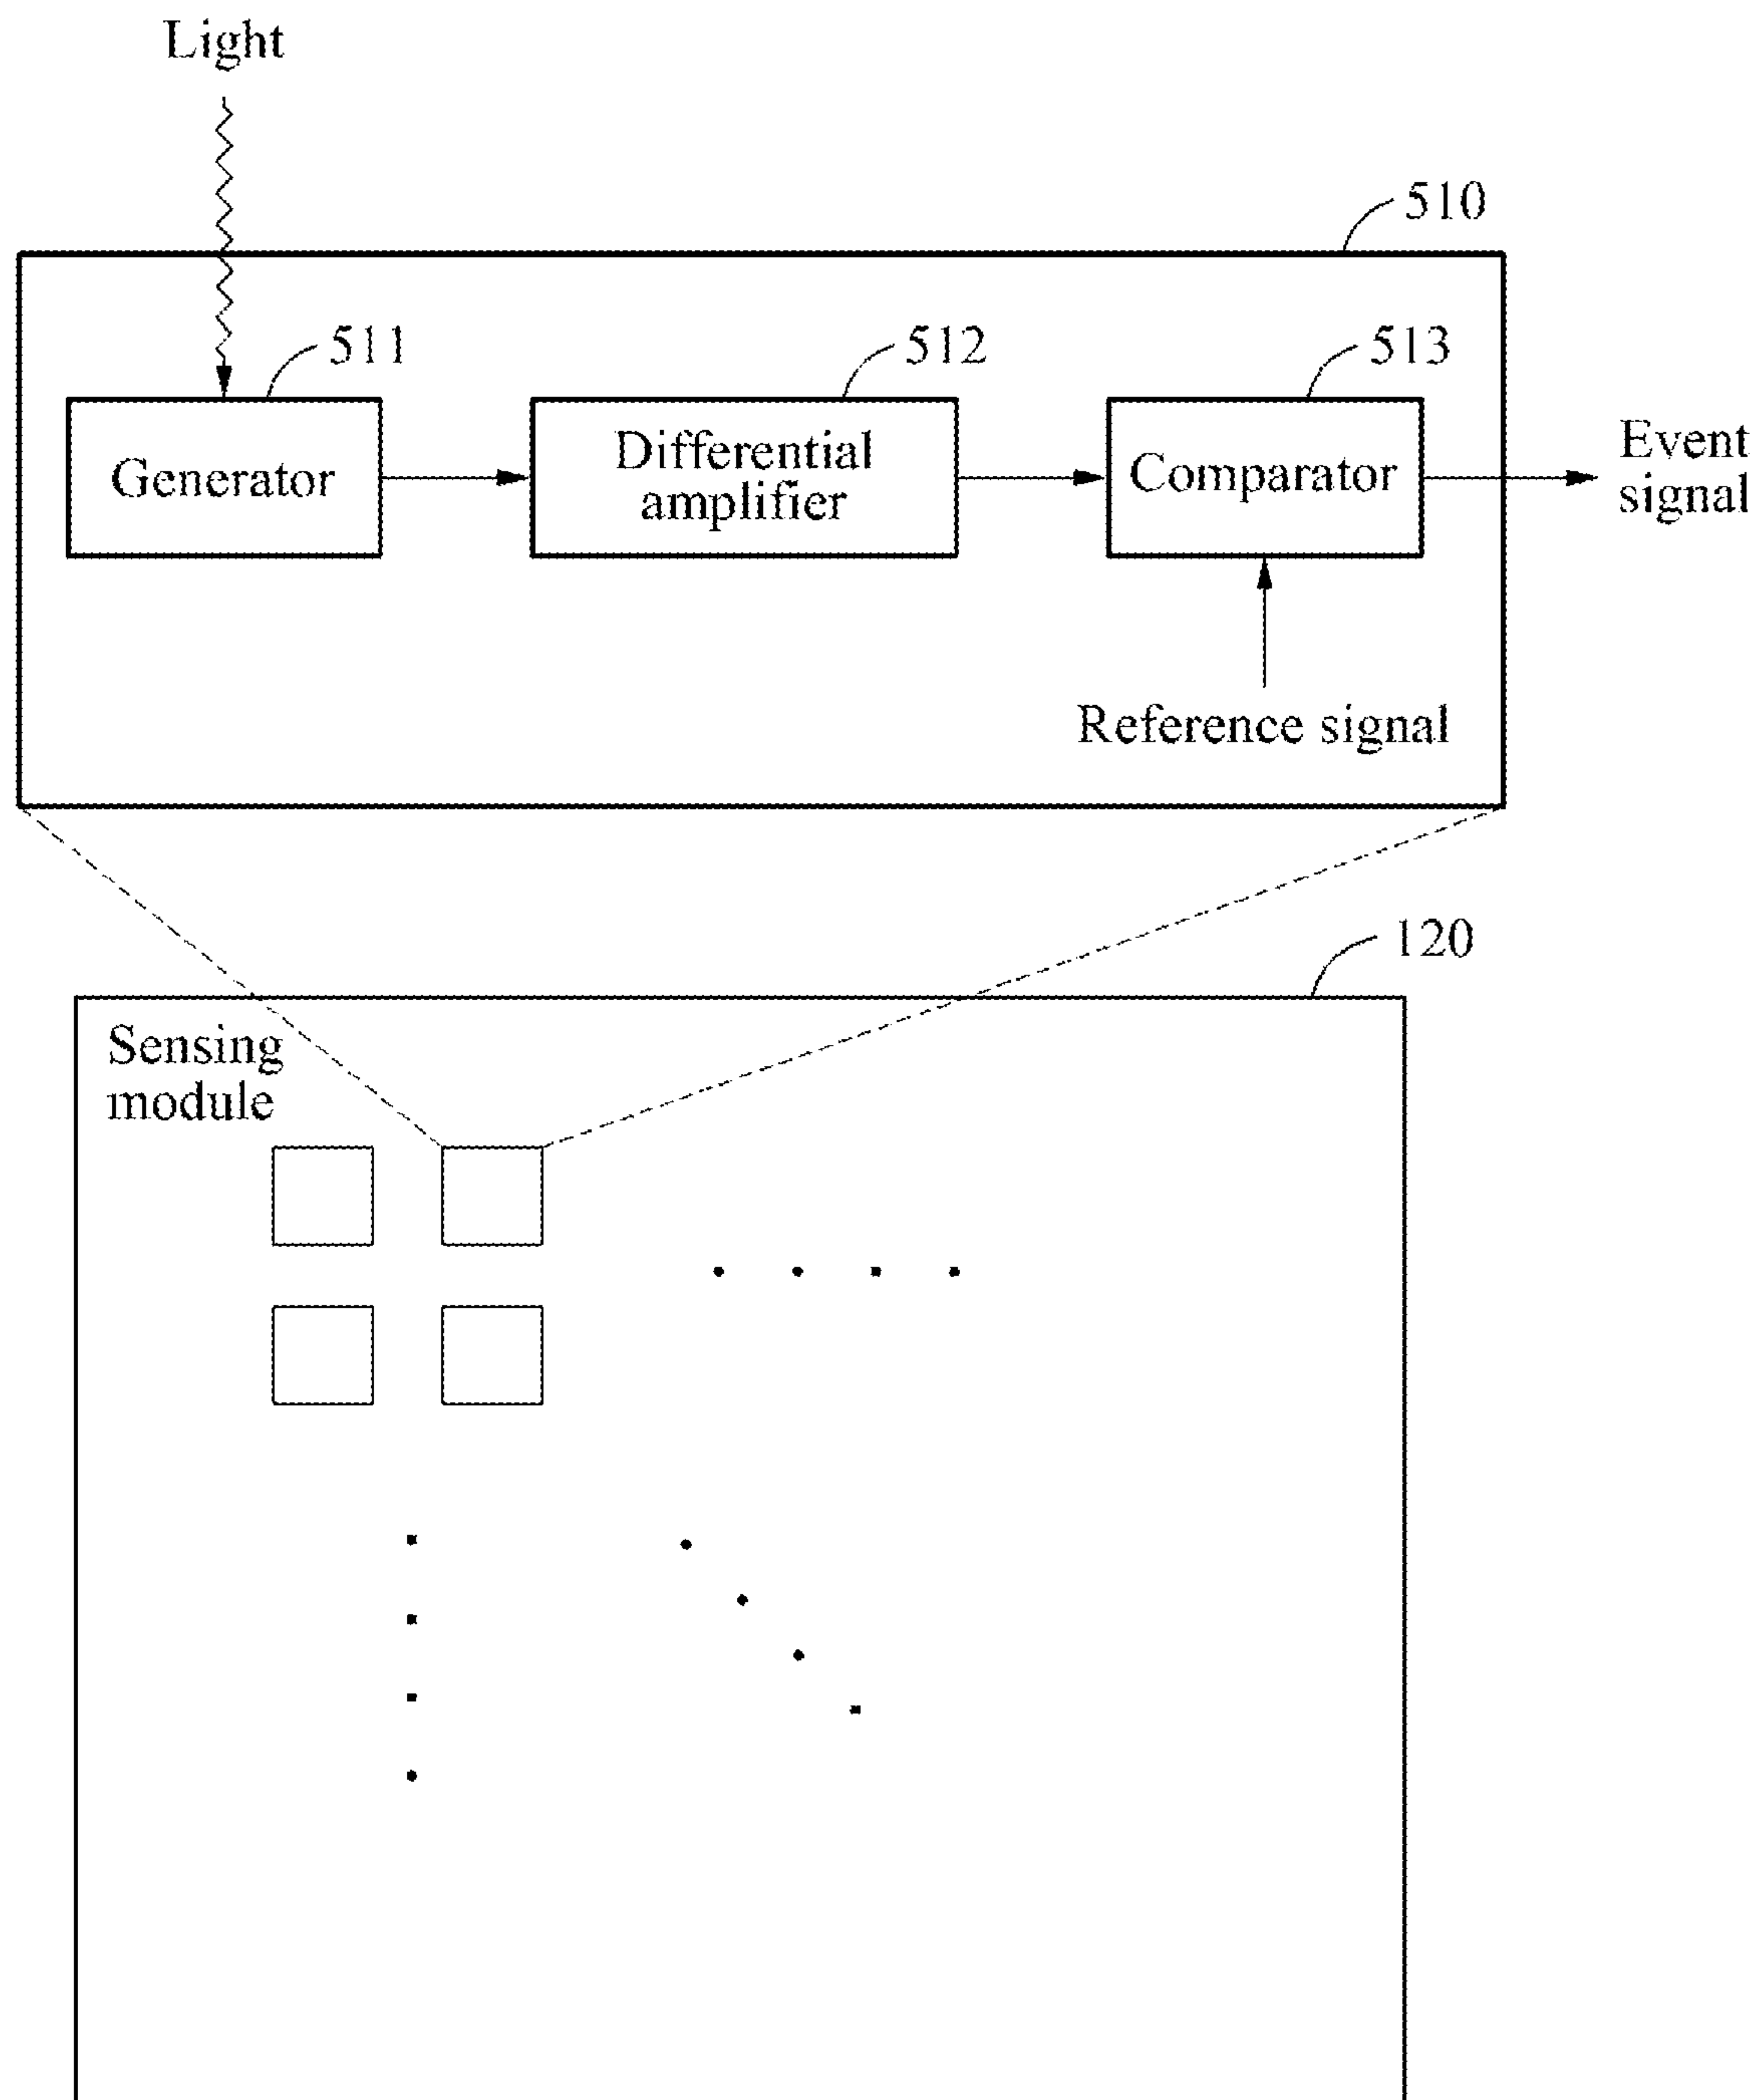 Light
510
511
512
513
Generator
Differential
amplifier
Comparator
Event
signal
Reference signal
120
Sensing
module